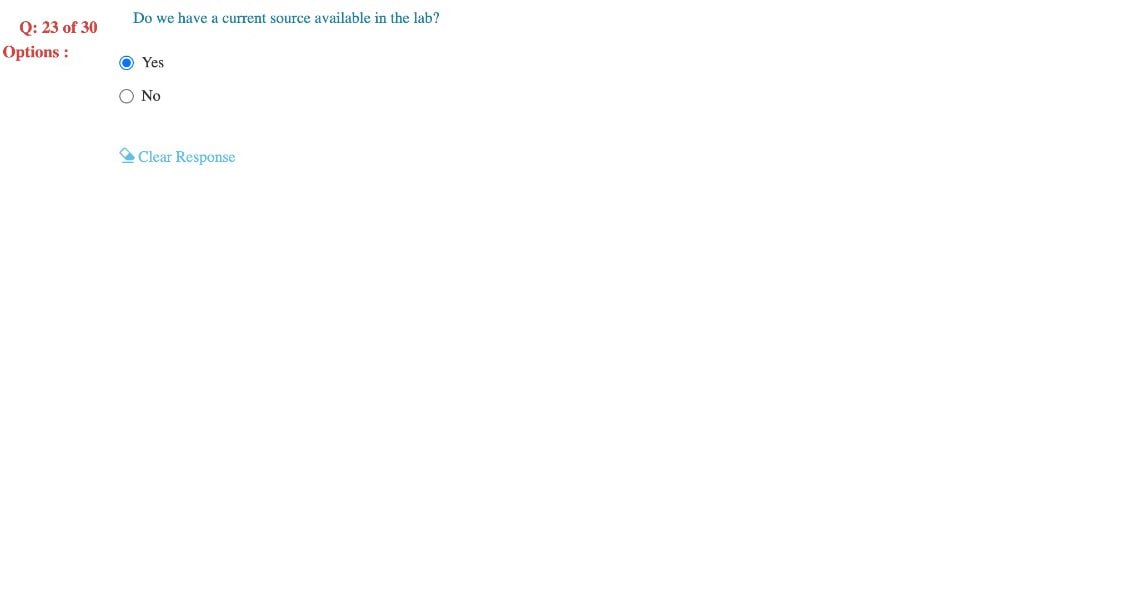 Q: 23 of 30
Do we have a current source available in the lab?
Options :
Yes
No
Clear Response